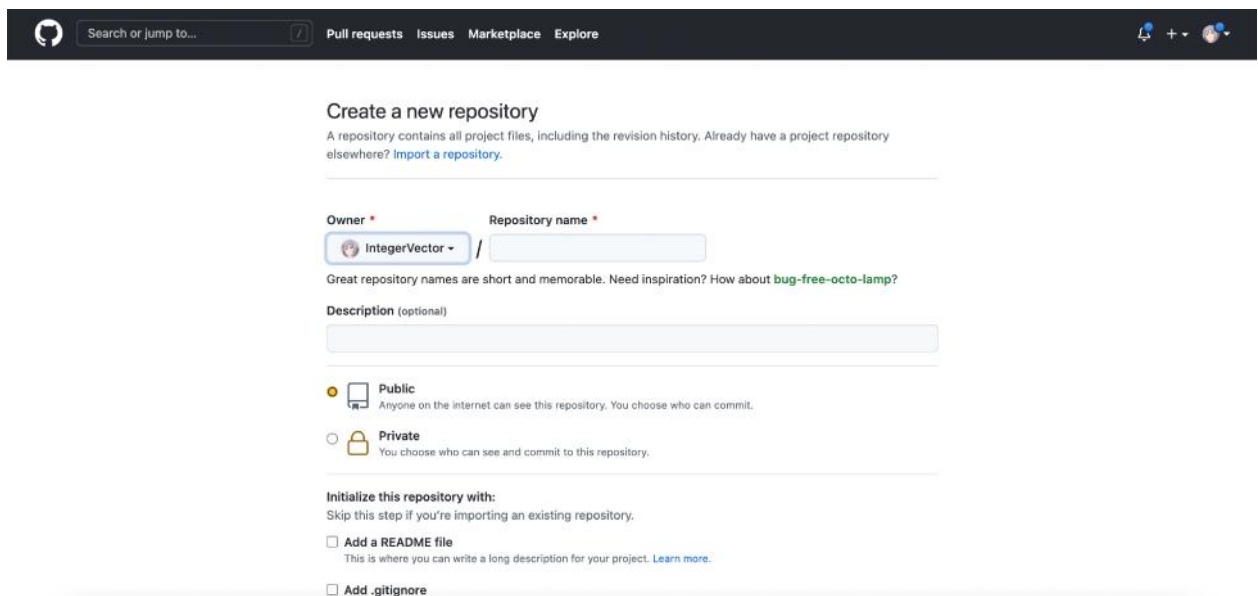 Search or jump to... /
Pull requests Issues Marketplace Explore
Create a new repository
A repository contains all project files, including the revision history. Already have a project repository
elsewhere? Import a repository.
Owner * Repository name *
IntegerVector /
Great repository names are short and memorable. Need inspiration? How about bug-free-octo-lamp?
Description (optional)
Public
Anyone on the internet can see this repository. You choose who can commit.
Private
You choose who can see and commit to this repository.
Initialize this repository with:
Skip this step if you're importing an existing repository.
Add a README file
This is where you can write a long description for your project. Learn more.
Add .gitignore